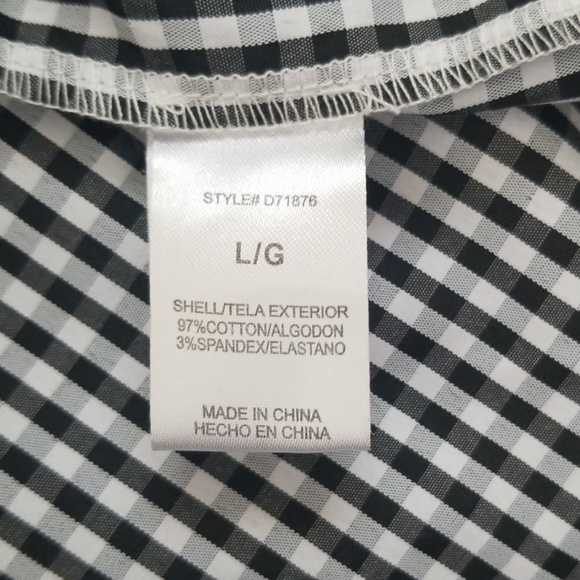 STYLE# D71876
L/G
SHELL/TELA EXTERIOR
97%COTTON/ALGODON
3%SPANDEX/ELASTANO
MADE IN CHINA
HECHO EN CHINA